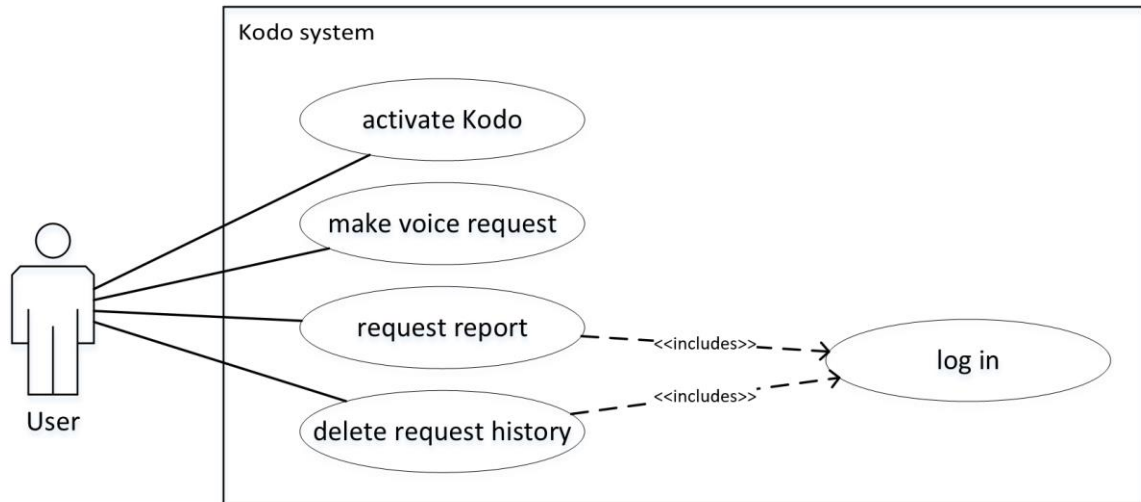 Kodo system
activate Kodo
make voice request
request report
<<includes>>
log in
<<includes>>
delete request history
User